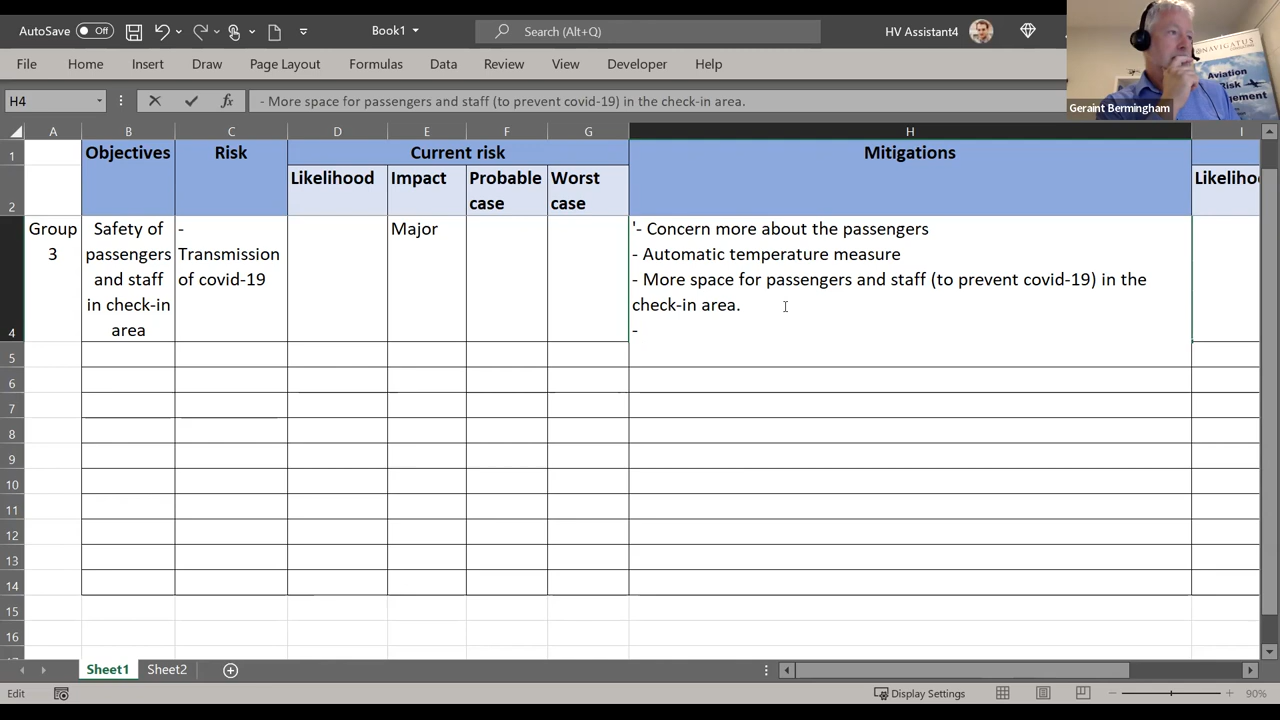 AutoSave Off Book1 Search (Alt+Q) HV Assistant4
NAVIGATUS
Aviation
Risk
File Home Insert Draw Page Layout Formulas Data Review View Developer Help
H4 fx - More space for passengers and staff (to prevent covid-19) in the check-in area.
Geraint Bermingham
A B C D E F G H I
1 Objectives Risk Current risk Mitigations
2 Likelihood Impact Probable Worst
case case
Group Safety of - Major '- Concern more about the passengers
3 passengers Transmission - Automatic temperature measure
and staff of covid-19 - More space for passengers and staff (to prevent covid-19) in the
in check-in check-in area.
4 area -
5
6
7
8
9
10
11
12
13
14
15
16
Sheet1 Sheet2
Edit Display Settings 90%